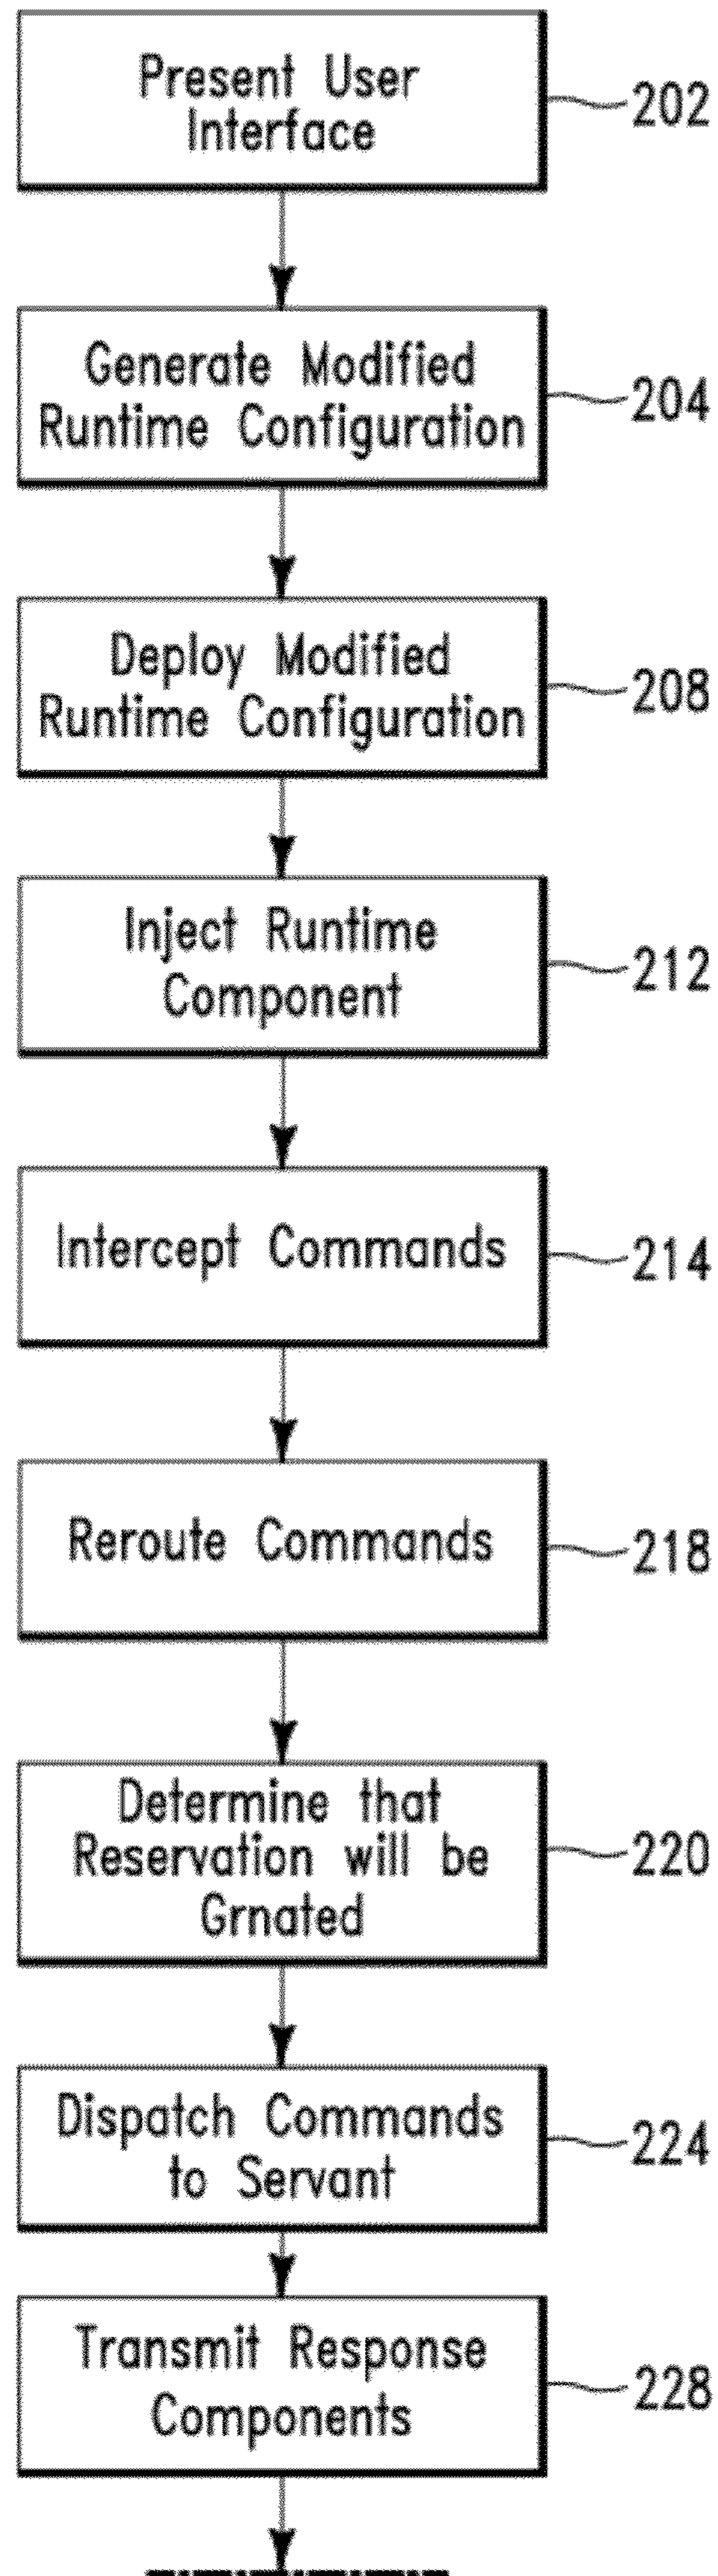 Present User
Interface
202
Generate Modified
Runtime Configuration
204
Deploy Modified
Runtime Configuration
208
Inject Runtime
Component
212
Intercept Commands
214
Reroute Commands
218
Determine that
Reservation will be
Grnated
220
Dispatch Commands
to Servant
224
Transmit Response
Components
228